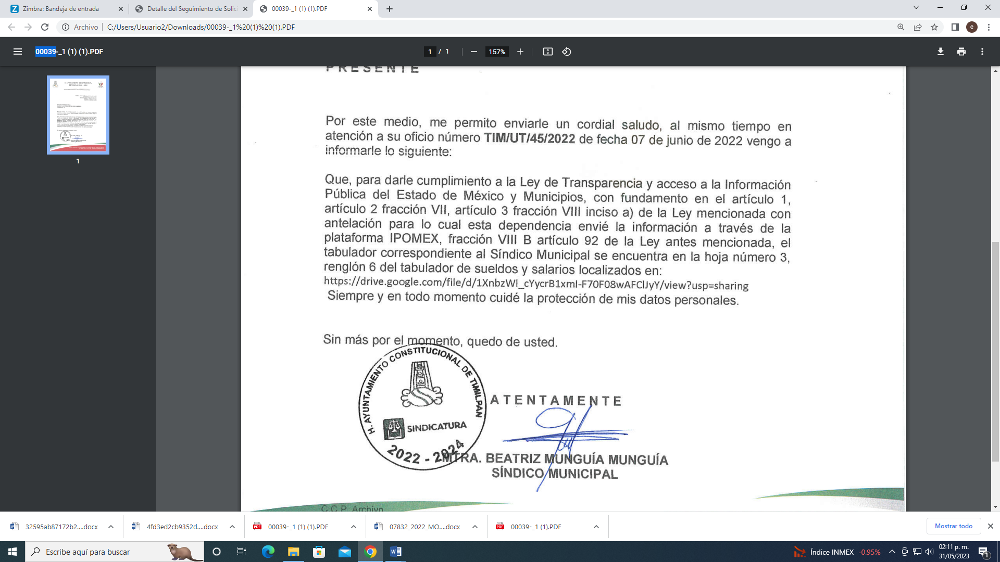 Zimbra: Bandeja de entrada
Detalle del Seguimiento de Solici
00039-_1 (1) (1).PDF
Archivo
C:/Users/Usuario2/Downloads/00039-_1%20(1)%20(1).PDF
e
00039-_1 (1) (1).PDF
1 / 1
157%
1
PRESENTE
Por este medio, me permito enviarle un cordial saludo, al mismo tiempo en
atención a su oficio número TIM/UT/45/2022 de fecha 07 de junio de 2022 vengo a
informarle lo siguiente:
Que, para darle cumplimiento a la Ley de Transparencia y acceso a la Información
Pública del Estado de México y Municipios, con fundamento en el artículo 1,
artículo 2 fracción VII, artículo 3 fracción VIII inciso a) de la Ley mencionada con
antelación para lo cual esta dependencia envié la información a través de la
plataforma IPOMEX, fracción VIII B artículo 92 de la Ley antes mencionada, el
tabulador correspondiente al Síndico Municipal se encuentra en la hoja número 3,
renglón 6 del tabulador de sueldos y salarios localizados en:
https://drive.google.com/file/d/1XnbzWl_cYycrB1xml-F70F08wAFClJyY/view?usp=sharing
Siempre y en todo momento cuidé la protección de mis datos personales.
Sin más por el momento, quedo de usted.
H. AYUNTAMIENTO CONSTITUCIONAL DE TIMILPAN
SINDICATURA
2022 - 2024
ATENTAMENTE
MTRA. BEATRIZ MUNGUÍA MUNGUÍA
SÍNDICO MUNICIPAL
C.C.P. Archivo
32595ab87172b2....docx
4fd3ed2cb9352d....docx
00039-_1 (1) (1).PDF
07832_2022_MO....docx
00039-_1 (1).PDF
Mostrar todo
Escribe aquí para buscar
Índice INMEX -0.95%
02:11 p. m.
31/05/2023
1